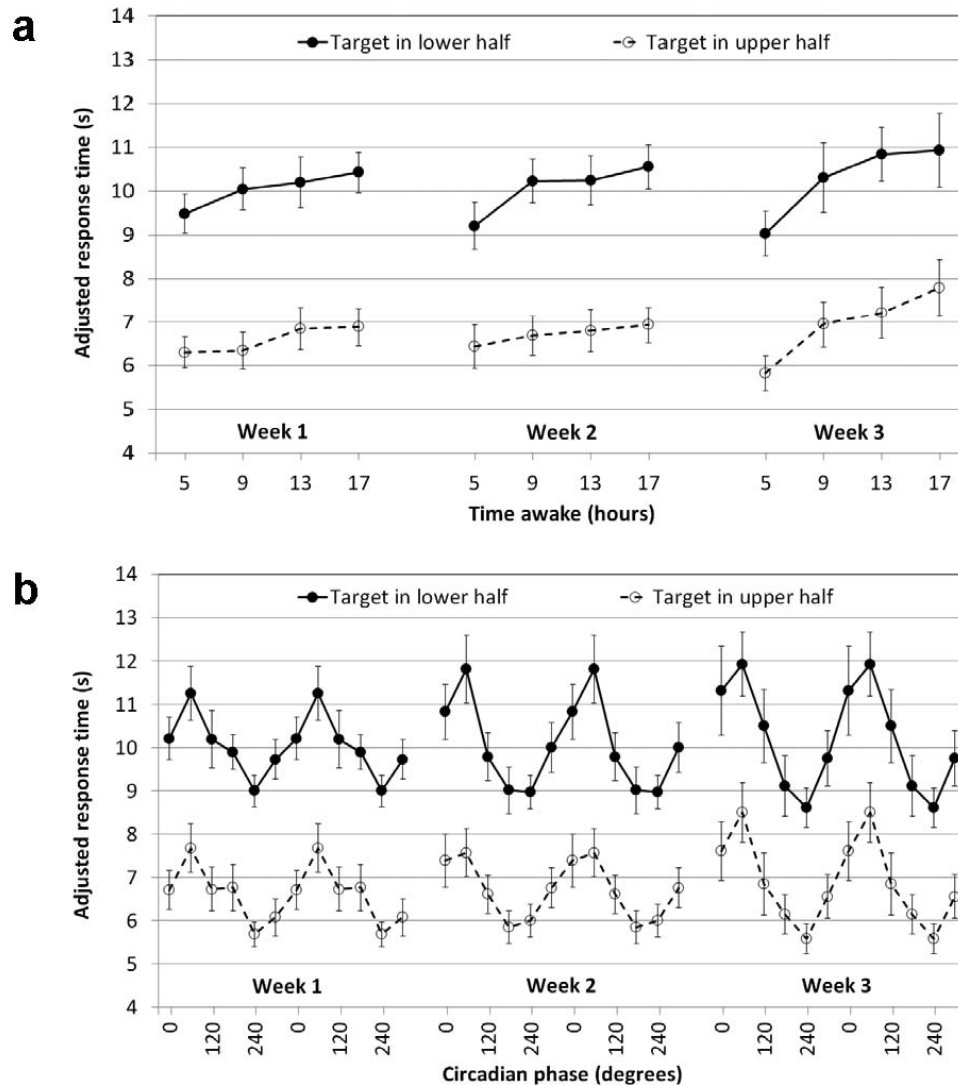 a
14
13
12
11
10
9
8
7
6
5
4
Adjusted response time (s)
Target in lower half
Target in upper half
Week 1
Week 2
Week 3
5 9 13 17 5 9 13 17 5 9 13 17
Time awake (hours)
b
14
13
12
11
10
9
8
7
6
5
4
Adjusted response time (s)
Target in lower half
Target in upper half
Week 1
Week 2
Week 3
0 120 240 0 120 240 0 120 240 0 120 240 0 120 240 0 120 240
Circadian phase (degrees)